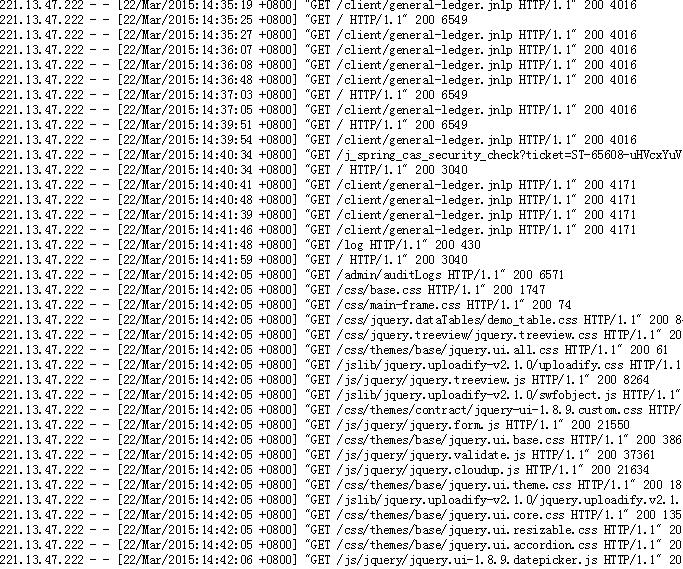 221.13.47.222 - - [22/Mar/2015:14:35:19 +0800] "GET /client/general-ledger.jnlp HTTP/1.1" 200 4016
221.13.47.222 - - [22/Mar/2015:14:35:25 +0800] "GET / HTTP/1.1" 200 6549
221.13.47.222 - - [22/Mar/2015:14:35:27 +0800] "GET /client/general-ledger.jnlp HTTP/1.1" 200 4016
221.13.47.222 - - [22/Mar/2015:14:36:07 +0800] "GET /client/general-ledger.jnlp HTTP/1.1" 200 4016
221.13.47.222 - - [22/Mar/2015:14:36:08 +0800] "GET /client/general-ledger.jnlp HTTP/1.1" 200 4016
221.13.47.222 - - [22/Mar/2015:14:36:48 +0800] "GET /client/general-ledger.jnlp HTTP/1.1" 200 4016
221.13.47.222 - - [22/Mar/2015:14:37:03 +0800] "GET / HTTP/1.1" 200 6549
221.13.47.222 - - [22/Mar/2015:14:37:05 +0800] "GET /client/general-ledger.jnlp HTTP/1.1" 200 4016
221.13.47.222 - - [22/Mar/2015:14:39:51 +0800] "GET / HTTP/1.1" 200 6549
221.13.47.222 - - [22/Mar/2015:14:39:54 +0800] "GET /client/general-ledger.jnlp HTTP/1.1" 200 4016
221.13.47.222 - - [22/Mar/2015:14:40:34 +0800] "GET /j_spring_cas_security_check?ticket=ST-65608-uHVcxYuV
221.13.47.222 - - [22/Mar/2015:14:40:34 +0800] "GET / HTTP/1.1" 200 3040
221.13.47.222 - - [22/Mar/2015:14:40:41 +0800] "GET /client/general-ledger.jnlp HTTP/1.1" 200 4171
221.13.47.222 - - [22/Mar/2015:14:40:48 +0800] "GET /client/general-ledger.jnlp HTTP/1.1" 200 4171
221.13.47.222 - - [22/Mar/2015:14:41:39 +0800] "GET /client/general-ledger.jnlp HTTP/1.1" 200 4171
221.13.47.222 - - [22/Mar/2015:14:41:46 +0800] "GET /client/general-ledger.jnlp HTTP/1.1" 200 4171
221.13.47.222 - - [22/Mar/2015:14:41:48 +0800] "GET /log HTTP/1.1" 200 430
221.13.47.222 - - [22/Mar/2015:14:41:59 +0800] "GET / HTTP/1.1" 200 3040
221.13.47.222 - - [22/Mar/2015:14:42:05 +0800] "GET /admin/auditLogs HTTP/1.1" 200 6571
221.13.47.222 - - [22/Mar/2015:14:42:05 +0800] "GET /css/base.css HTTP/1.1" 200 1747
221.13.47.222 - - [22/Mar/2015:14:42:05 +0800] "GET /css/main-frame.css HTTP/1.1" 200 74
221.13.47.222 - - [22/Mar/2015:14:42:05 +0800] "GET /css/jquery.dataTables/demo_table.css HTTP/1.1" 200 8
221.13.47.222 - - [22/Mar/2015:14:42:05 +0800] "GET /css/jquery.treeview/jquery.treeview.css HTTP/1.1" 20
221.13.47.222 - - [22/Mar/2015:14:42:05 +0800] "GET /css/themes/base/jquery.ui.all.css HTTP/1.1" 200 61
221.13.47.222 - - [22/Mar/2015:14:42:05 +0800] "GET /jslib/jquery.uploadify-v2.1.0/uploadify.css HTTP/1.1
221.13.47.222 - - [22/Mar/2015:14:42:05 +0800] "GET /js/jquery/jquery.treeview.js HTTP/1.1" 200 8264
221.13.47.222 - - [22/Mar/2015:14:42:05 +0800] "GET /jslib/jquery.uploadify-v2.1.0/swfobject.js HTTP/1.1"
221.13.47.222 - - [22/Mar/2015:14:42:05 +0800] "GET /css/themes/contract/jquery-ui-1.8.9.custom.css HTTP/
221.13.47.222 - - [22/Mar/2015:14:42:05 +0800] "GET /js/jquery/jquery.form.js HTTP/1.1" 200 21550
221.13.47.222 - - [22/Mar/2015:14:42:05 +0800] "GET /css/themes/base/jquery.ui.base.css HTTP/1.1" 200 386
221.13.47.222 - - [22/Mar/2015:14:42:05 +0800] "GET /js/jquery/jquery.validate.js HTTP/1.1" 200 37361
221.13.47.222 - - [22/Mar/2015:14:42:05 +0800] "GET /js/jquery/jquery.cloudup.js HTTP/1.1" 200 21634
221.13.47.222 - - [22/Mar/2015:14:42:05 +0800] "GET /css/themes/base/jquery.ui.theme.css HTTP/1.1" 200 18
221.13.47.222 - - [22/Mar/2015:14:42:05 +0800] "GET /jslib/jquery.uploadify-v2.1.0/jquery.uploadify.v2.1.
221.13.47.222 - - [22/Mar/2015:14:42:05 +0800] "GET /css/themes/base/jquery.ui.core.css HTTP/1.1" 200 135
221.13.47.222 - - [22/Mar/2015:14:42:05 +0800] "GET /css/themes/base/jquery.ui.resizable.css HTTP/1.1" 20
221.13.47.222 - - [22/Mar/2015:14:42:05 +0800] "GET /css/themes/base/jquery.ui.accordion.css HTTP/1.1" 20
221.13.47.222 - - [22/Mar/2015:14:42:06 +0800] "GET /js/jquery/jquery.ui-1.8.9.datepicker.js HTTP/1.1" 20